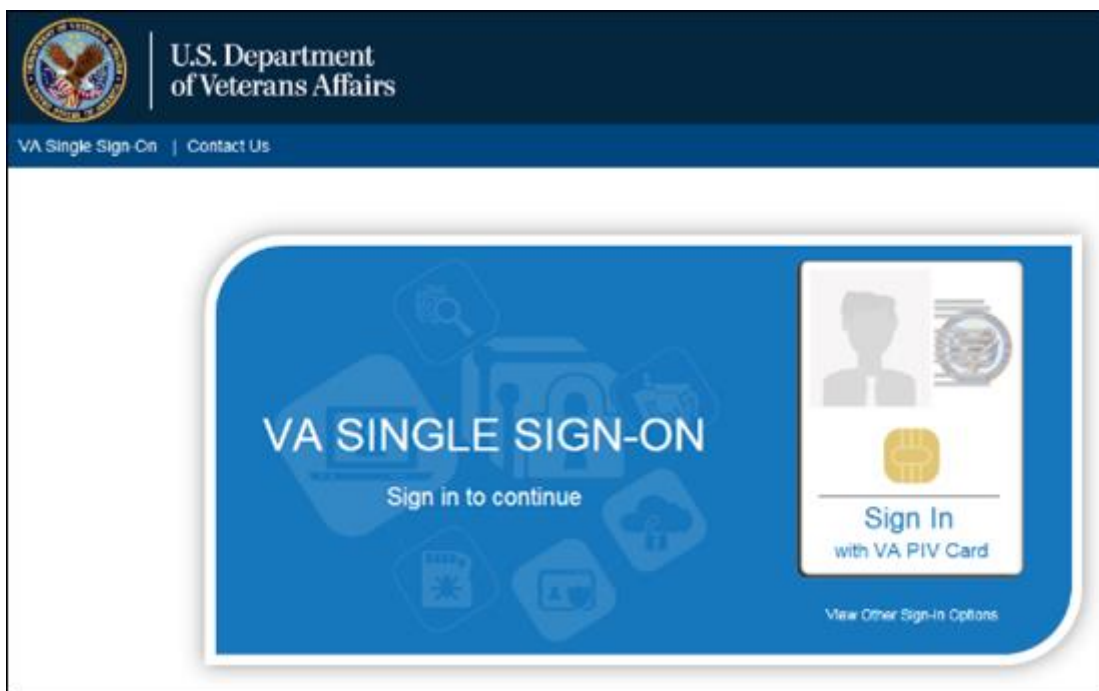 U.S. Department
of Veterans Affairs
VA Single Sign-On | Contact Us
VA SINGLE SIGN-ON
Sign in to continue
Sign In
with VA PIV Card
View Other Sign-In Options